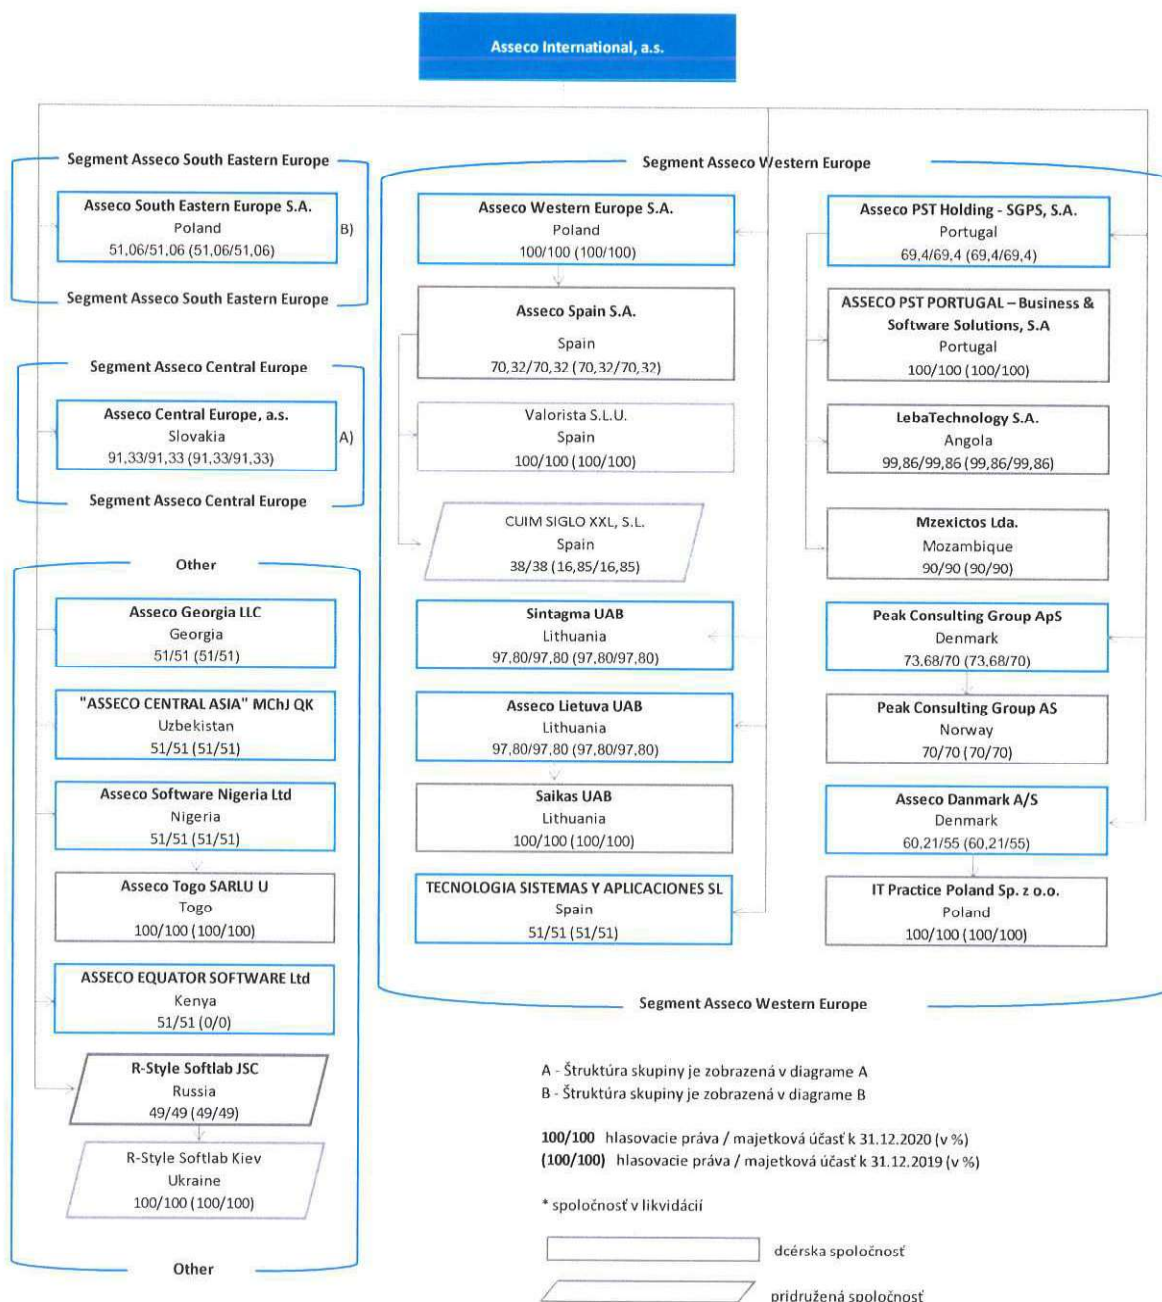 Asseco International, a.s.
Segment Asseco South Eastern Europe
Asseco South Eastern Europe S.A.
Poland
51,06/51,06 (51,06/51,06)
B)
Segment Asseco South Eastern Europe
Segment Asseco Central Europe
Asseco Central Europe, a.s.
Slovakia
91,33/91,33 (91,33/91,33)
A)
Segment Asseco Central Europe
Other
Asseco Georgia LLC
Georgia
51/51 (51/51)
"ASSECO CENTRAL ASIA" MChJ QK
Uzbekistan
51/51 (51/51)
Asseco Software Nigeria Ltd
Nigeria
51/51 (51/51)
Asseco Togo SARLU U
Togo
100/100 (100/100)
ASSECO EQUATOR SOFTWARE Ltd
Kenya
51/51 (0/0)
R-Style Softlab JSC
Russia
49/49 (49/49)
R-Style Softlab Kiev
Ukraine
100/100 (100/100)
Other
Segment Asseco Western Europe
Asseco Western Europe S.A.
Poland
100/100 (100/100)
Asseco Spain S.A.
Spain
70,32/70,32 (70,32/70,32)
Valorista S.L.U.
Spain
100/100 (100/100)
CUIM SIGLO XXL, S.L.
Spain
38/38 (16,85/16,85)
Sintagma UAB
Lithuania
97,80/97,80 (97,80/97,80)
Asseco Lietuva UAB
Lithuania
97,80/97,80 (97,80/97,80)
Saikas UAB
Lithuania
100/100 (100/100)
TECNOLOGIA SISTEMAS Y APLICACIONES SL
Spain
51/51 (51/51)
Asseco PST Holding - SGPS, S.A.
Portugal
69,4/69,4 (69,4/69,4)
ASSECO PST PORTUGAL – Business &
Software Solutions, S.A
Portugal
100/100 (100/100)
LebaTechnology S.A.
Angola
99,86/99,86 (99,86/99,86)
Mzexictos Lda.
Mozambique
90/90 (90/90)
Peak Consulting Group ApS
Denmark
73,68/70 (73,68/70)
Peak Consulting Group AS
Norway
70/70 (70/70)
Asseco Danmark A/S
Denmark
60,21/55 (60,21/55)
IT Practice Poland Sp. z o.o.
Poland
100/100 (100/100)
Segment Asseco Western Europe
A - Štruktúra skupiny je zobrazená v diagrame A
B - Štruktúra skupiny je zobrazená v diagrame B
100/100 hlasovacie práva / majetková účasť k 31.12.2020 (v %)
(100/100) hlasovacie práva / majetková účasť k 31.12.2019 (v %)
* spoločnosť v likvidácií
dcérska spoločnosť
pridružená spoločnosť